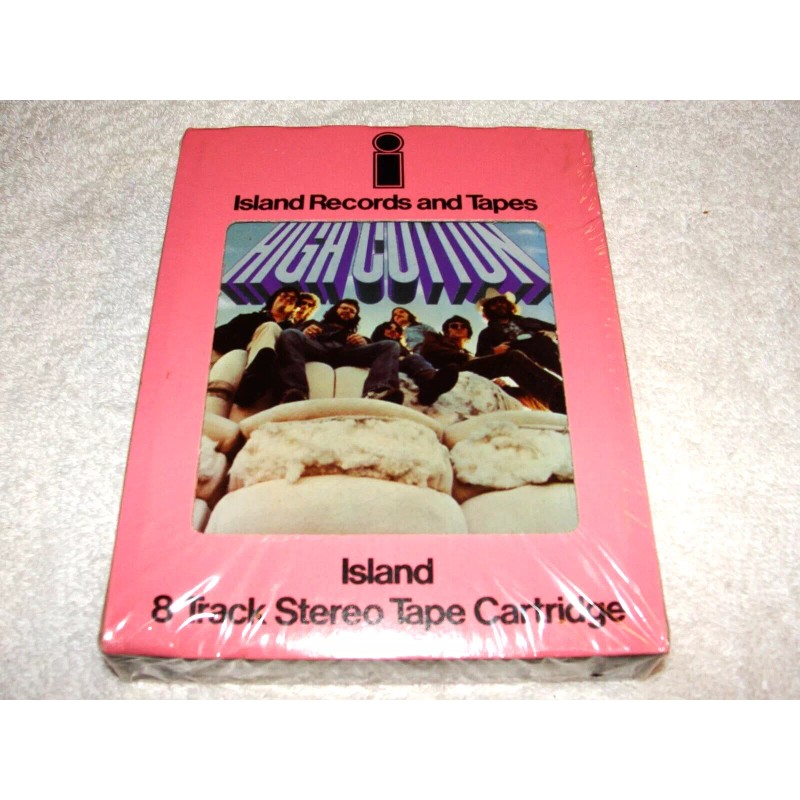 i
Island Records and Tapes
HIGH COTTON
Island
8 Track Stereo Tape Cartridge